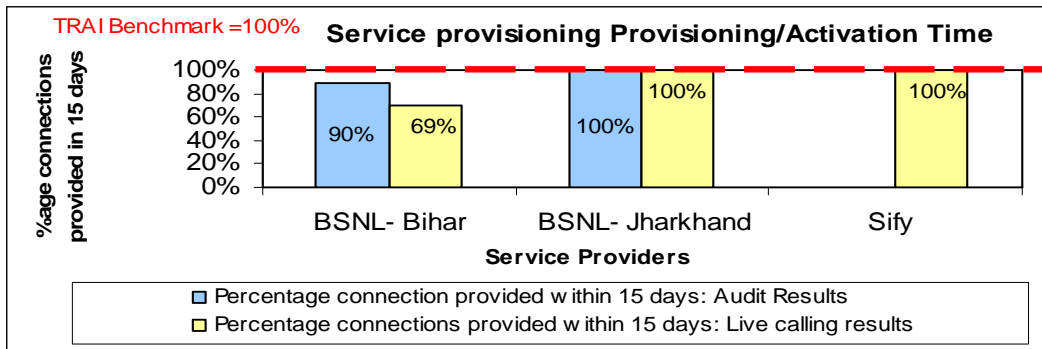 TRAI Benchmark =100%
Service provisioning Provisioning/Activation Time
%age connections
provided in 15 days
100%
80%
60%
40%
20%
0%
90%
69%
100%
100%
100%
BSNL- Bihar
BSNL- Jharkhand
Sify
Service Providers
Percentage connection provided within 15 days: Audit Results
Percentage connections provided within 15 days: Live calling results